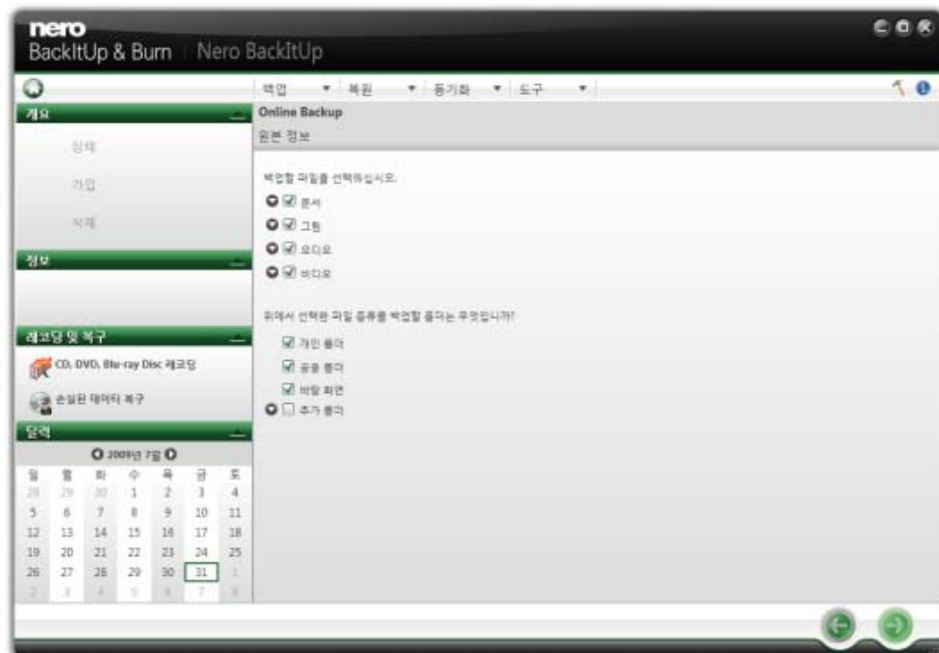 nero
BackItUp & Burn | Nero BackItUp
백업 복원 동기화 도구
개요
상태
가입
삭제
정보
레코딩 및 복구
CD, DVD, Blu-ray Disc 레코딩
손실된 데이터 복구
달력
2009년 7월
일 월 화 수 목 금 토
28 29 30 1 2 3 4
5 6 7 8 9 10 11
12 13 14 15 16 17 18
19 20 21 22 23 24 25
26 27 28 29 30 31 1
2 3 4 5 6 7 8
Online Backup
원본 정보
백업할 파일을 선택하십시오.
문서
그림
오디오
비디오
위에서 선택한 파일 종류를 백업할 폴더는 무엇입니까?
개인 폴더
공용 폴더
바탕 화면
추가 폴더